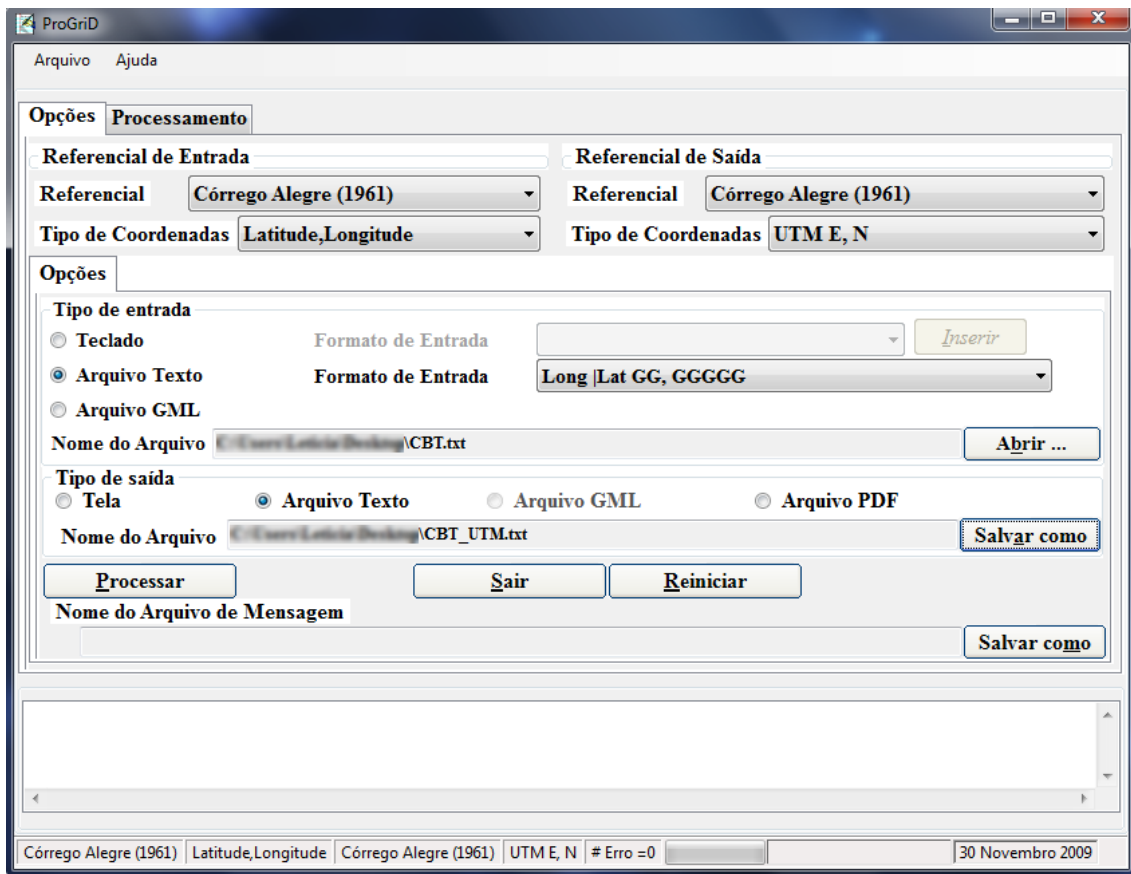 ProGriD
Arquivo Ajuda
Opções Processamento
Referencial de Entrada Referencial de Saída
Referencial Córrego Alegre (1961) Referencial Córrego Alegre (1961)
Tipo de Coordenadas Latitude,Longitude Tipo de Coordenadas UTM E, N
Opções
Tipo de entrada
Teclado Formato de Entrada Inserir
Arquivo Texto Formato de Entrada Long |Lat GG, GGGGG
Arquivo GML
Nome do Arquivo \CBT.txt Abrir ...
Tipo de saída
Tela Arquivo Texto Arquivo GML Arquivo PDF
Nome do Arquivo \CBT_UTM.txt Salvar como
Processar Sair Reiniciar
Nome do Arquivo de Mensagem
Salvar como
Córrego Alegre (1961) Latitude,Longitude Córrego Alegre (1961) UTM E, N # Erro =0 30 Novembro 2009